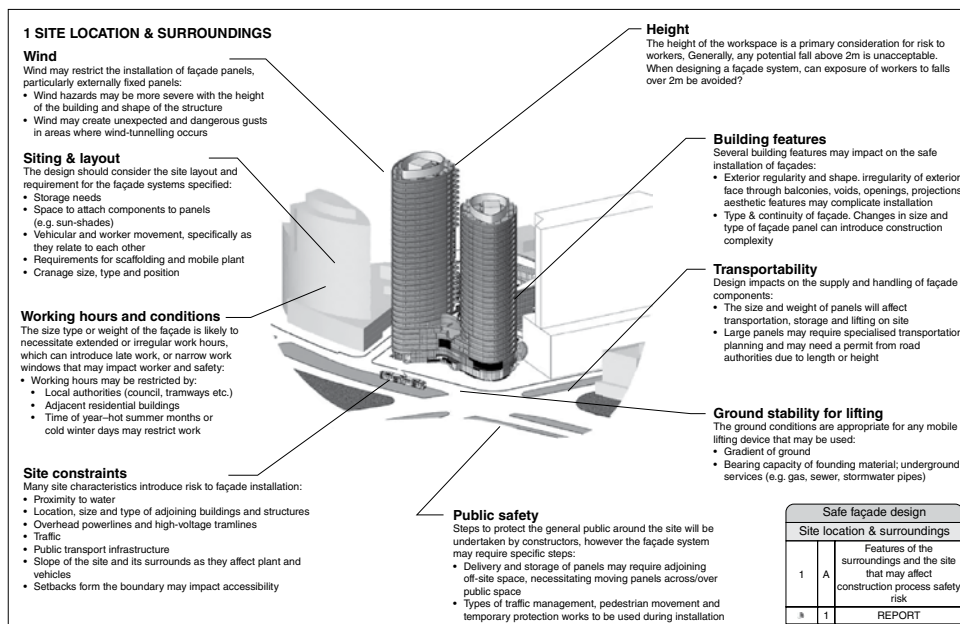 1 SITE LOCATION & SURROUNDINGS
Wind
Wind may restrict the installation of façade panels,
particularly externally fixed panels:
• Wind hazards may be more severe with the height
of the building and shape of the structure
• Wind may create unexpected and dangerous gusts
in areas where wind-tunnelling occurs
Siting & layout
The design should consider the site layout and
requirement for the façade systems specified:
• Storage needs
• Space to attach components to panels
(e.g. sun-shades)
• Vehicular and worker movement, specifically as
they relate to each other
• Requirements for scaffolding and mobile plant
• Cranage size, type and position
Working hours and conditions
The size type or weight of the façade is likely to
necessitate extended or irregular work hours,
which can introduce late work, or narrow work
windows that may impact worker and safety:
• Working hours may be restricted by:
• Local authorities (council, tramways etc.)
• Adjacent residential buildings
• Time of year–hot summer months or
cold winter days may restrict work
Site constraints
Many site characteristics introduce risk to façade installation:
• Proximity to water
• Location, size and type of adjoining buildings and structures
• Overhead powerlines and high-voltage tramlines
• Traffic
• Public transport infrastructure
• Slope of the site and its surrounds as they affect plant and
vehicles
• Setbacks form the boundary may impact accessibility
Height
The height of the workspace is a primary consideration for risk to
workers, Generally, any potential fall above 2m is unacceptable.
When designing a façade system, can exposure of workers to falls
over 2m be avoided?
Building features
Several building features may impact on the safe
installation of façades:
• Exterior regularity and shape. irregularity of exterior
face through balconies, voids, openings, projections
aesthetic features may complicate installation
• Type & continuity of façade. Changes in size and
type of façade panel can introduce construction
complexity
Transportability
Design impacts on the supply and handling of façade
components:
• The size and weight of panels will affect
transportation, storage and lifting on site
• Large panels may require specialised transportation
planning and may need a permit from road
authorities due to length or height
Ground stability for lifting
The ground conditions are appropriate for any mobile
lifting device that may be used:
• Gradient of ground
• Bearing capacity of founding material; underground
services (e.g. gas, sewer, stormwater pipes)
Public safety
Steps to protect the general public around the site will be
undertaken by constructors, however the façade system
may require specific steps:
• Delivery and storage of panels may require adjoining
off-site space, necessitating moving panels across/over
public space
• Types of traffic management, pedestrian movement and
temporary protection works to be used during installation
Safe façade design
Site location & surroundings
1 A Features of the
surroundings and the site
that may affect
construction process safety
risk
1 REPORT